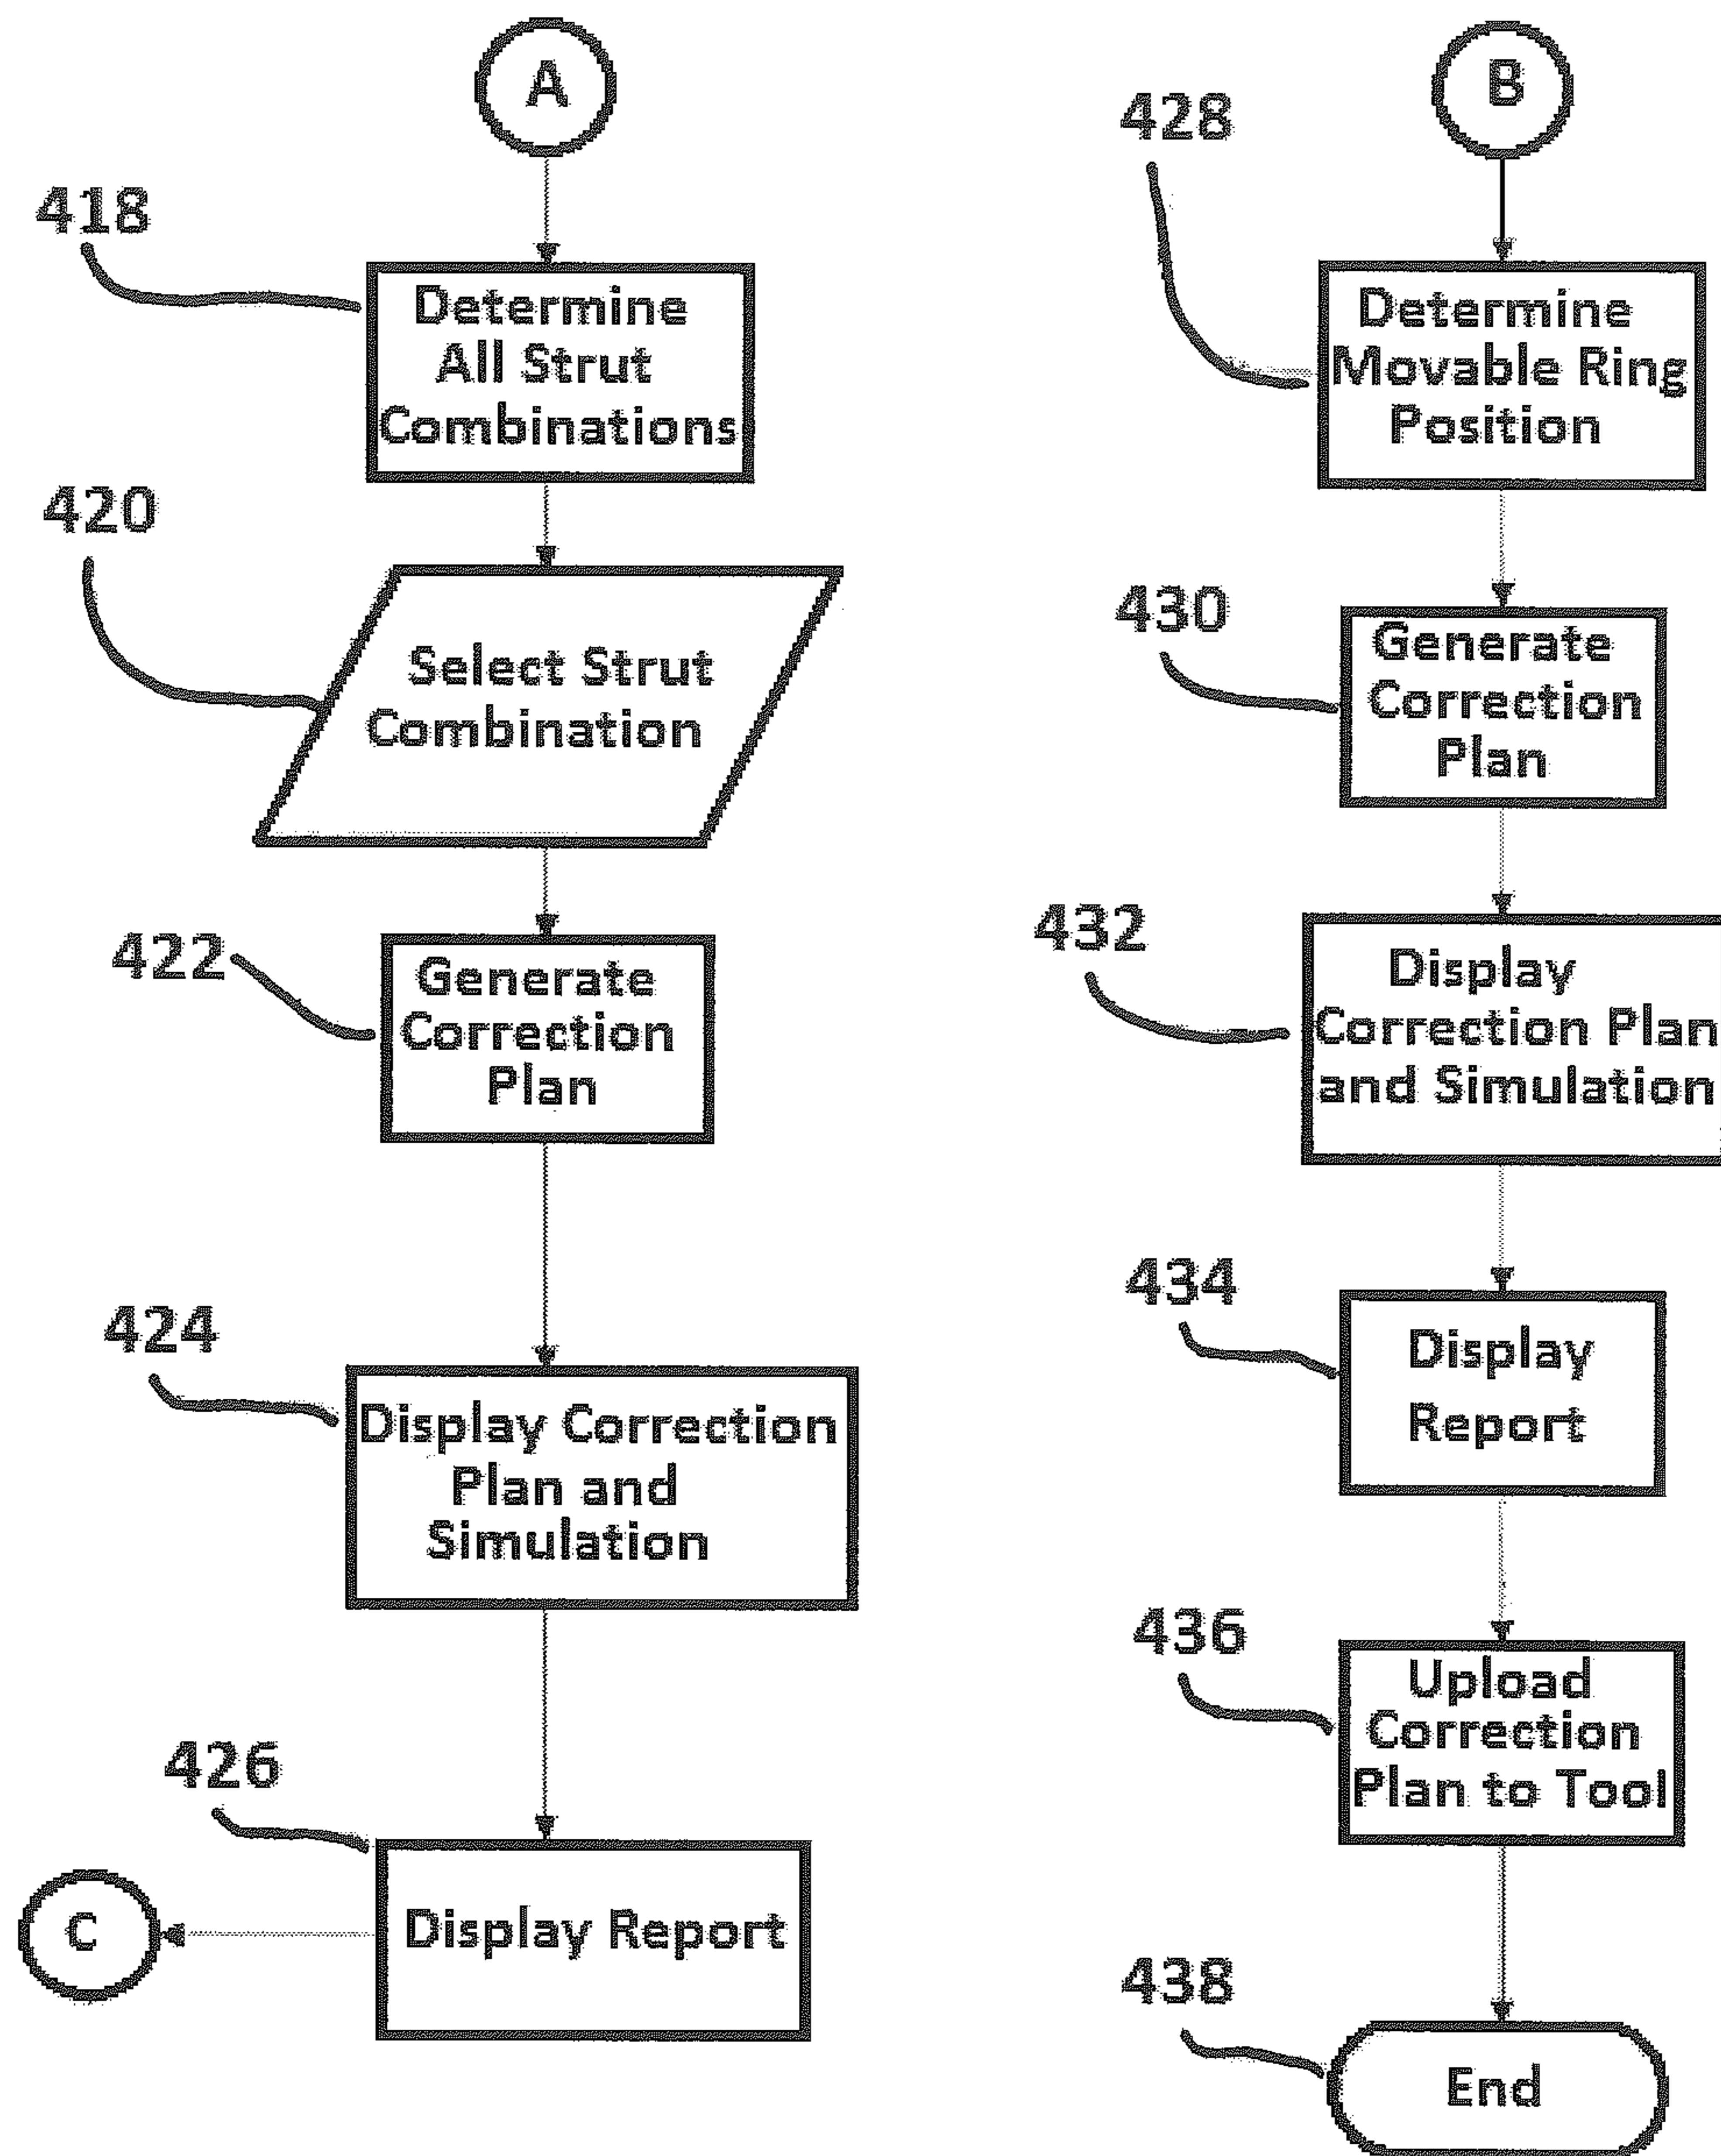 A
418
Determine
All Strut
Combinations
420
Select Strut
Combination
422
Generate
Correction
Plan
424
Display Correction
Plan and
Simulation
426
Display Report
C
B
428
Determine
Movable Ring
Position
430
Generate
Correction
Plan
432
Display
Correction Plan
and Simulation
434
Display
Report
436
Upload
Correction
Plan to Tool
438
End